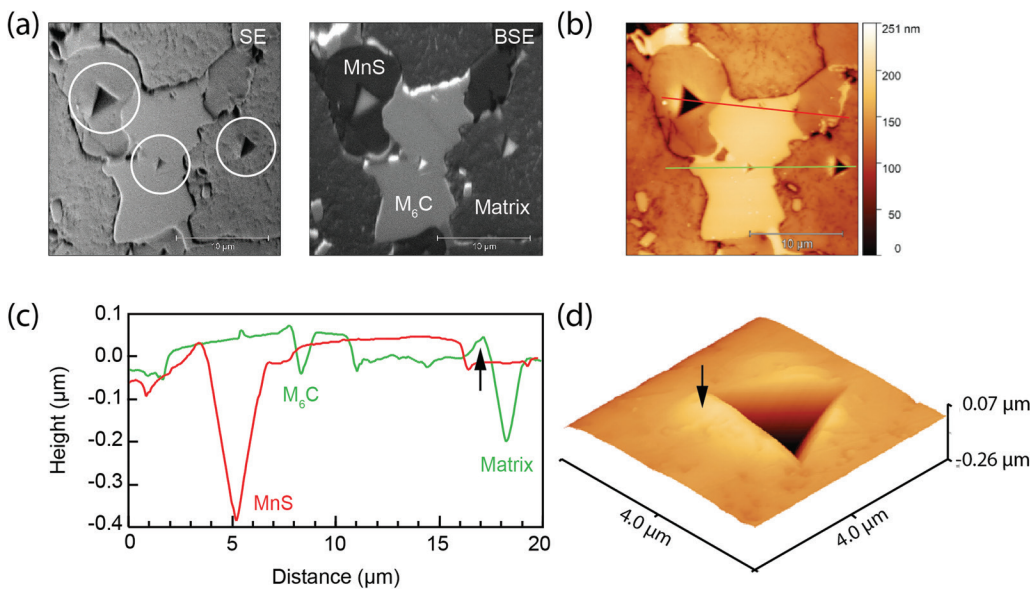 (a)
SE
10 μm
BSE
MnS
M₆C
Matrix
10 μm
(b)
10 μm
251 nm
200
150
100
50
0
(c)
Height (μm)
0.1
0.0
-0.1
-0.2
-0.3
-0.4
M₆C
Matrix
MnS
0
5
10
15
20
Distance (μm)
(d)
0.07 μm
-0.26 μm
4.0 μm
4.0 μm